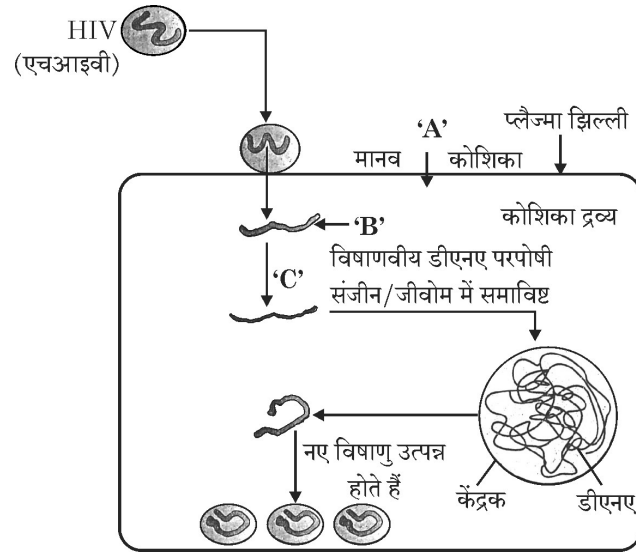 HIV
(एचआइवी)
प्लैज्मा झिल्ली
‘A’
मानव कोशिका
कोशिका द्रव्य
‘B’
विषाणवीय डीएनए परपोषी
‘C’
संजीन/जीवोम में समाविष्ट
नए विषाणु उत्पन्न
होते हैं
केंद्रक
डीएनए